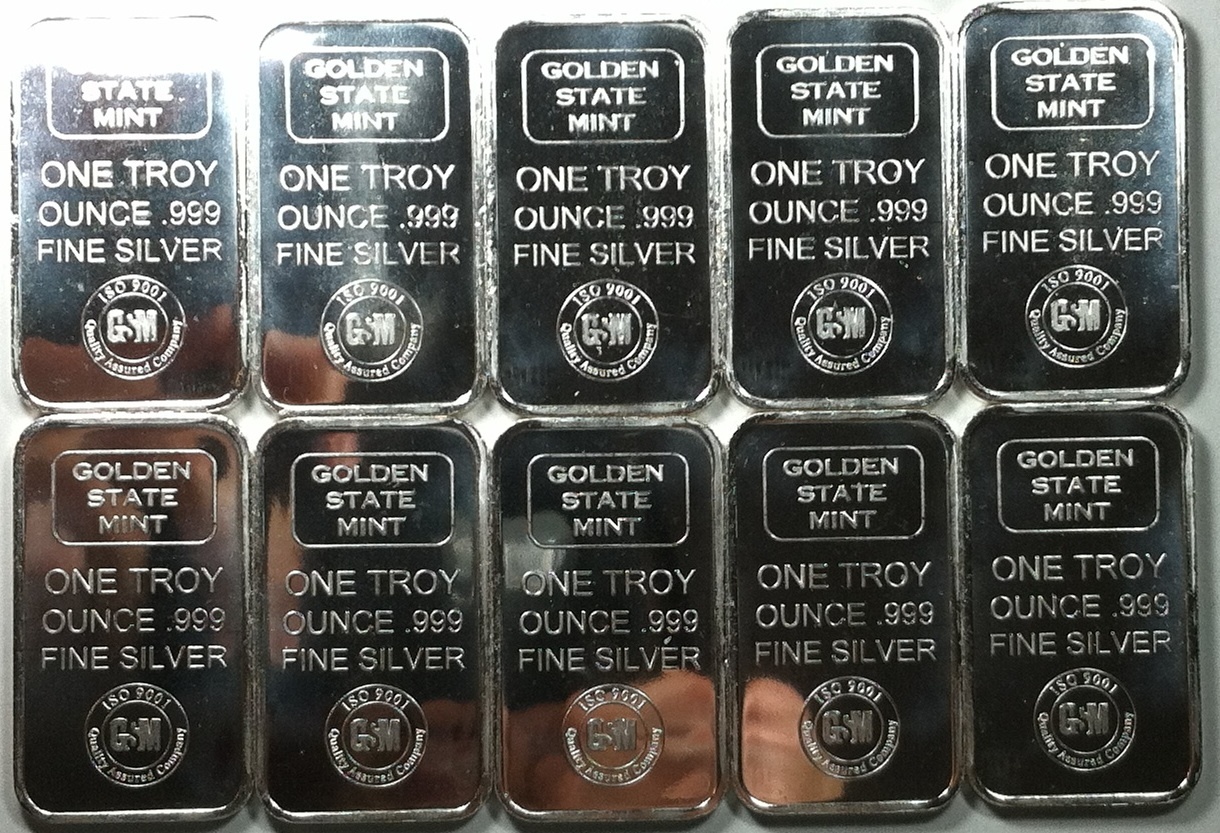 STATE
MINT
ONE TROY
OUNCE .999
FINE SILVER
ISO 9001
GSM
Quality Assured Company
GOLDEN
STATE
MINT
ONE TROY
OUNCE .999
FINE SILVER
ISO 9001
GSM
Quality Assured Company
GOLDEN
STATE
MINT
ONE TROY
OUNCE .999
FINE SILVER
ISO 9001
GSM
Quality Assured Company
GOLDEN
STATE
MINT
ONE TROY
OUNCE .999
FINE SILVER
ISO 9001
GSM
Quality Assured Company
GOLDEN
STATE
MINT
ONE TROY
OUNCE .999
FINE SILVER
ISO 9001
GSM
Quality Assured Company
GOLDEN
STATE
MINT
ONE TROY
OUNCE .999
FINE SILVER
ISO 9001
GSM
Quality Assured Company
GOLDEN
STATE
MINT
ONE TROY
OUNCE .999
FINE SILVER
ISO 9001
GSM
Quality Assured Company
GOLDEN
STATE
MINT
ONE TROY
OUNCE .999
FINE SILVER
ISO 9001
GSM
Quality Assured Company
GOLDEN
STATE
MINT
ONE TROY
OUNCE .999
FINE SILVER
ISO 9001
GSM
Quality Assured Company
GOLDEN
STATE
MINT
ONE TROY
OUNCE .999
FINE SILVER
ISO 9001
GSM
Quality Assured Company